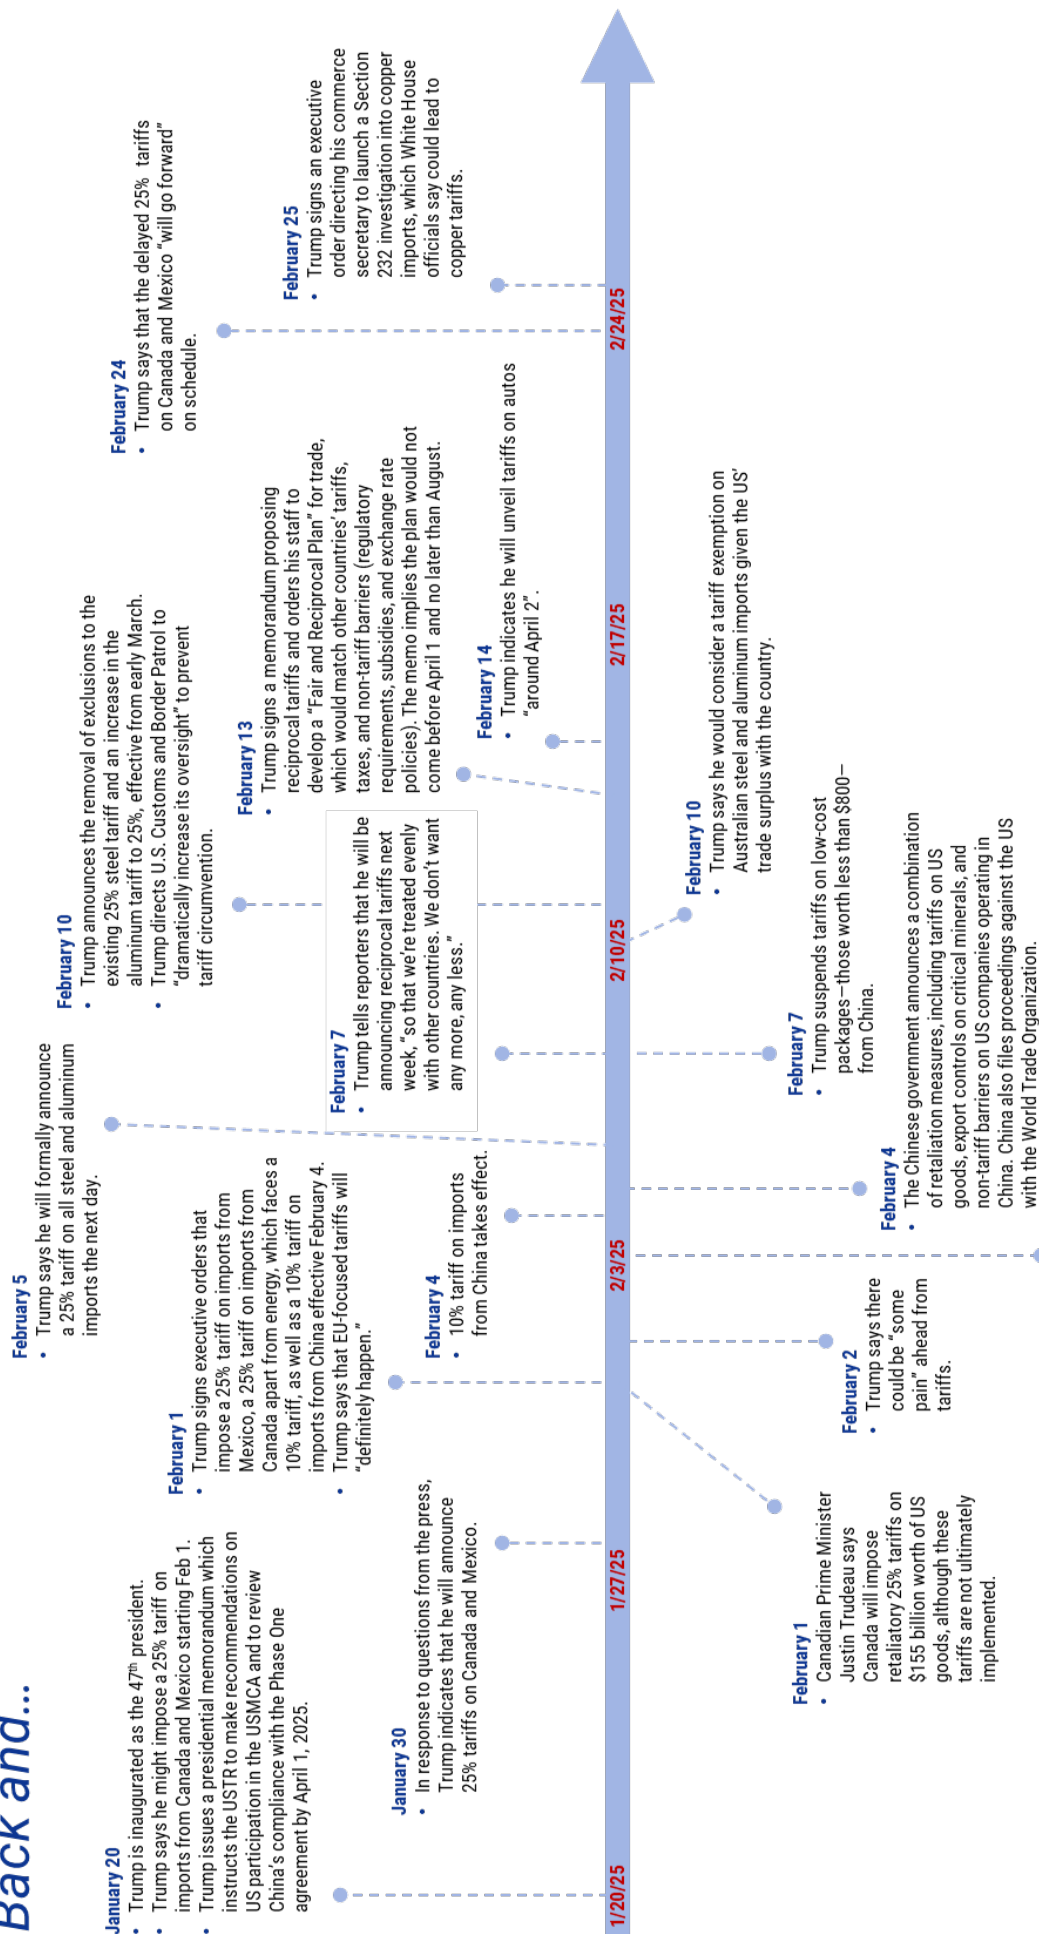 Back and...
January 20
• Trump is inaugurated as the 47th president.
• Trump says he might impose a 25% tariff on
imports from Canada and Mexico starting Feb 1.
• Trump issues a presidential memorandum which
instructs the USTR to make recommendations on
US participation in the USMCA and to review
China's compliance with the Phase One
agreement by April 1, 2025.
January 30
• In response to questions from the press,
Trump indicates that he will announce
25% tariffs on Canada and Mexico.
February 1
• Trump signs executive orders that
impose a 25% tariff on imports from
Mexico, a 25% tariff on imports from
Canada apart from energy, which faces a
10% tariff, as well as a 10% tariff on
imports from China effective February 4.
• Trump says that EU-focused tariffs will
“definitely happen.”
February 4
• 10% tariff on imports
from China takes effect.
February 5
• Trump says he will formally announce
a 25% tariff on all steel and aluminum
imports the next day.
February 7
• Trump tells reporters that he will be
announcing reciprocal tariffs next
week, “so that we're treated evenly
with other countries. We don't want
any more, any less.”
February 10
• Trump announces the removal of exclusions to the
existing 25% steel tariff and an increase in the
aluminum tariff to 25%, effective from early March.
• Trump directs U.S. Customs and Border Patrol to
“dramatically increase its oversight” to prevent
tariff circumvention.
February 13
• Trump signs a memorandum proposing
reciprocal tariffs and orders his staff to
develop a “Fair and Reciprocal Plan” for trade,
which would match other countries' tariffs,
taxes, and non-tariff barriers (regulatory
requirements, subsidies, and exchange rate
policies). The memo implies the plan would not
come before April 1 and no later than August.
February 14
• Trump indicates he will unveil tariffs on autos
“around April 2”.
February 24
• Trump says that the delayed 25% tariffs
on Canada and Mexico “will go forward”
on schedule.
February 25
• Trump signs an executive
order directing his commerce
secretary to launch a Section
232 investigation into copper
imports, which White House
officials say could lead to
copper tariffs.
1/20/25
1/27/25
2/3/25
2/10/25
2/17/25
2/24/25
February 1
• Canadian Prime Minister
Justin Trudeau says
Canada will impose
retaliatory 25% tariffs on
$155 billion worth of US
goods, although these
tariffs are not ultimately
implemented.
February 2
• Trump says there
could be “some
pain” ahead from
tariffs.
February 4
• The Chinese government announces a combination
of retaliation measures, including tariffs on US
goods, export controls on critical minerals, and
non-tariff barriers on US companies operating in
China. China also files proceedings against the US
with the World Trade Organization.
February 7
• Trump suspends tariffs on low-cost
packages—those worth less than $800—
from China.
February 10
• Trump says he would consider a tariff exemption on
Australian steel and aluminum imports given the US'
trade surplus with the country.